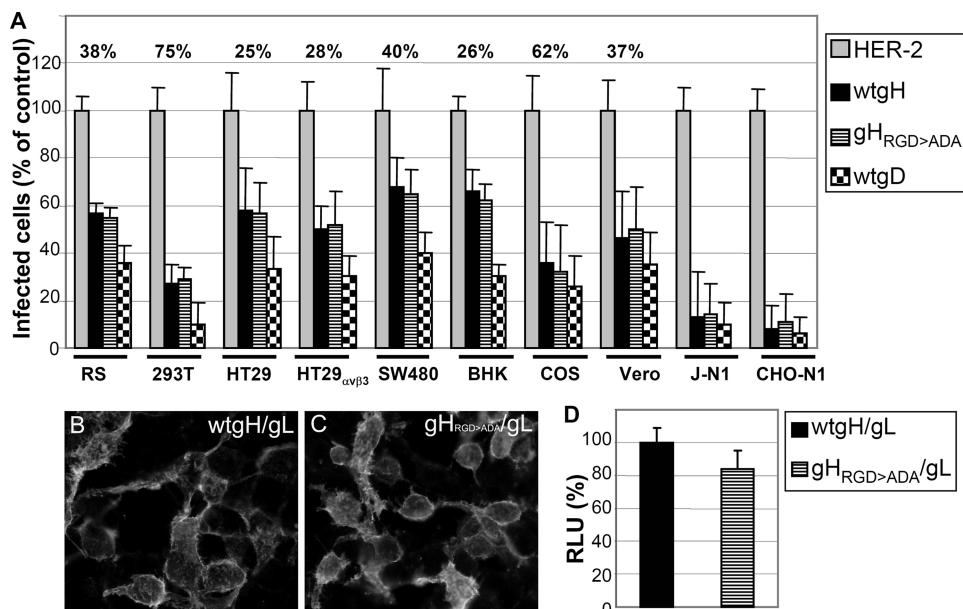 A
38% 75% 25% 28% 40% 26% 62% 37%
120
100
80
60
40
20
0
Infected cells (% of control)
RS 293T HT29 HT29αvβ3 SW480 BHK COS Vero J-N1 CHO-N1
HER-2
wtgH
gHRGD>ADA
wtgD
B
wtgH/gL
C
gHRGD>ADA/gL
D
100
80
60
40
20
0
RLU (%)
wtgH/gL
gHRGD>ADA/gL